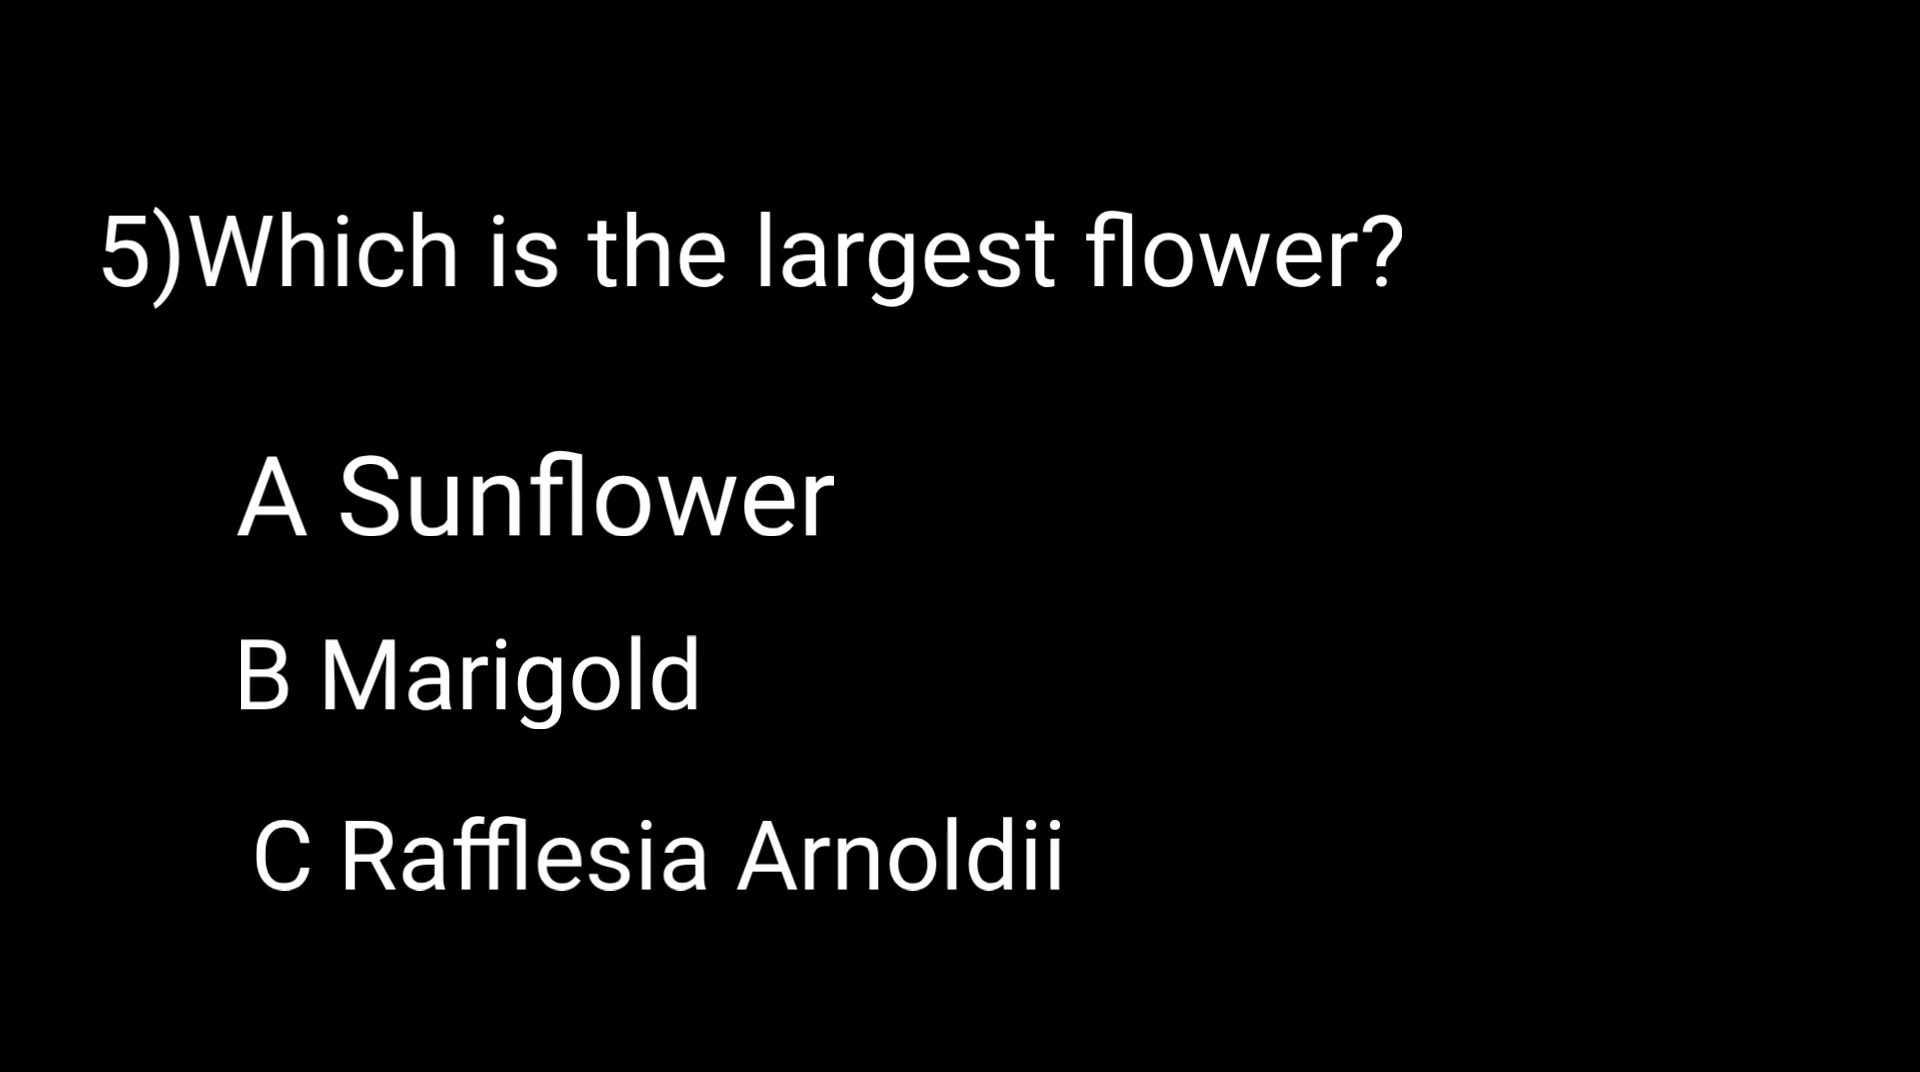 5)Which is the largest flower?
A Sunflower
B Marigold
C Rafflesia Arnoldii